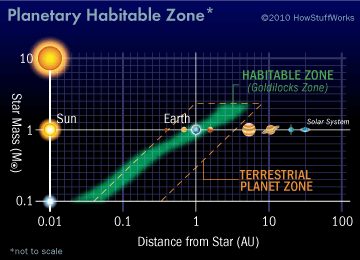 Planetary Habitable Zone*
©2010 HowStuffWorks
10
HABITABLE ZONE
(Goldilocks Zone)
Sun
Earth
Solar System
1
TERRESTRIAL
PLANET ZONE
0.1
Star Mass (M⊙)
0.01 0.1 1 10 100
Distance from Star (AU)
*not to scale